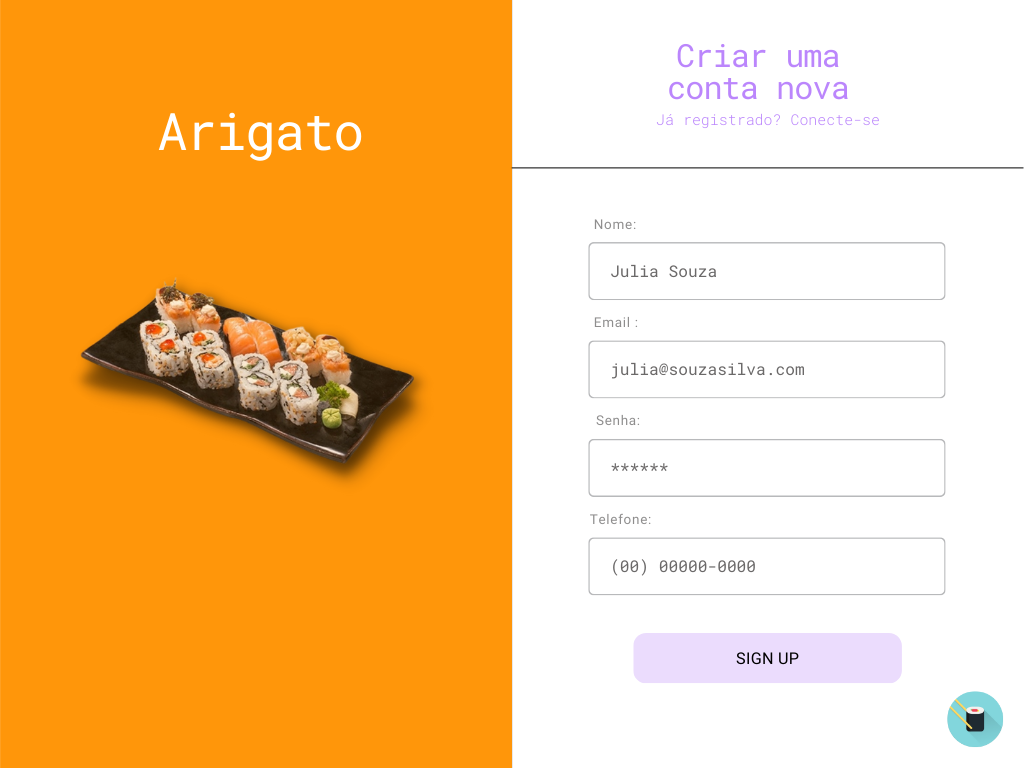 Arigato
Criar uma
conta nova
Já registrado? Conecte-se
Nome:
Julia Souza
Email :
julia@souzasilva.com
Senha:
******
Telefone:
(00) 00000-0000
SIGN UP